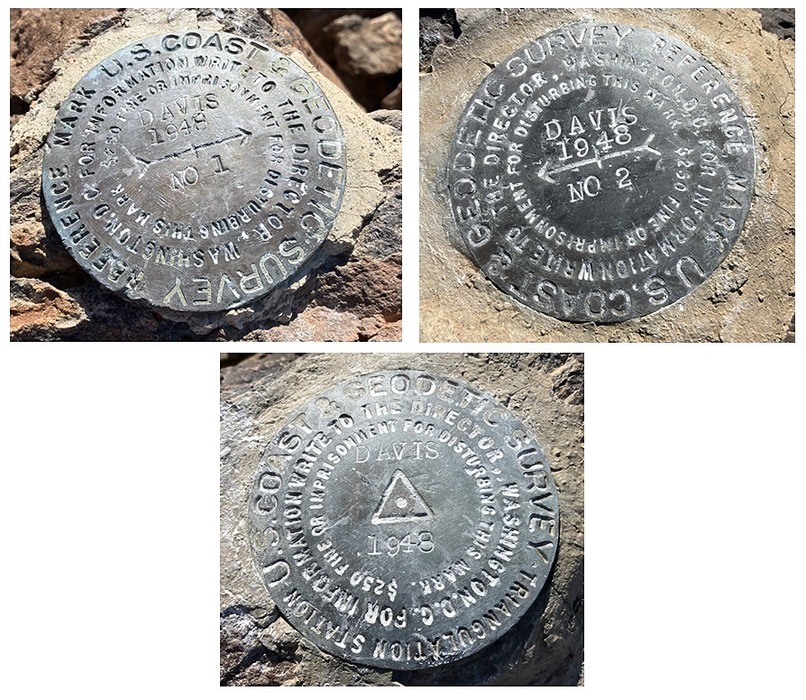 U.S. COAST & GEODETIC SURVEY REFERENCE MARK
FOR INFORMATION WRITE TO THE DIRECTOR, WASHINGTON, D.C.
$250 FINE OR IMPRISONMENT FOR DISTURBING THIS MARK
DAVIS
1948
NO 1
U.S. COAST & GEODETIC SURVEY REFERENCE MARK
FOR INFORMATION WRITE TO THE DIRECTOR, WASHINGTON, D.C.
$250 FINE OR IMPRISONMENT FOR DISTURBING THIS MARK
DAVIS
1948
NO 2
U.S. COAST & GEODETIC SURVEY TRIANGULATION STATION
FOR INFORMATION WRITE TO THE DIRECTOR, WASHINGTON, D.C.
$250 FINE OR IMPRISONMENT FOR DISTURBING THIS MARK.
DAVIS
1948